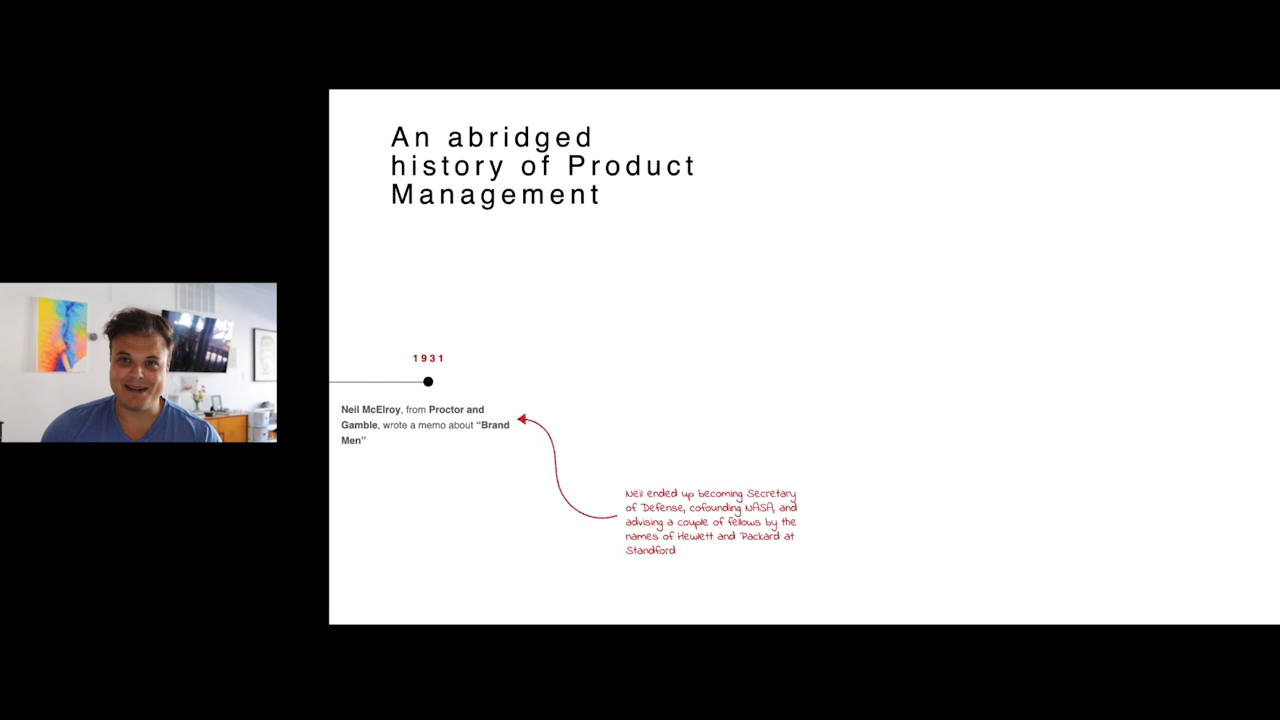 An abridged
history of Product
Management
1931
Neil McElroy, from Proctor and
Gamble, wrote a memo about “Brand
Men”
Neil ended up becoming Secretary
of Defense, cofounding NASA, and
advising a couple of fellows by the
names of Hewlett and Packard at
Standford